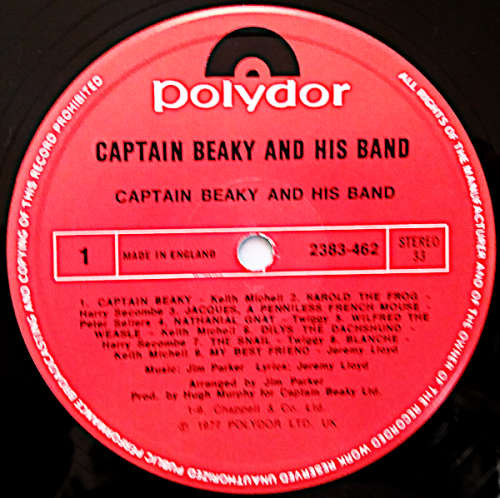 polydor
CAPTAIN BEAKY AND HIS BAND
CAPTAIN BEAKY AND HIS BAND
1
MADE IN ENGLAND
2383-462
STEREO
33
1. CAPTAIN BEAKY - Keith Michell 2. HAROLD THE FROG -
Harry Secombe 3. JACQUES, A PENNILESS FRENCH MOUSE -
Peter Sellers 4. NATHANIAL GNAT - Twiggy 5. WILFRED THE
WEASLE - Keith Michell 6. DILYS THE DACHSHUND -
Harry Secombe 7. THE SNAIL - Twiggy 8. BLANCHE -
Keith Michell 9. MY BEST FRIEND - Jeremy Lloyd
Music: Jim Parker Lyrics: Jeremy Lloyd
Arranged by Jim Parker
Prod. by Hugh Murphy for Captain Beaky Ltd.
1-9. Chappell & Co. Ltd.
℗ 1977 POLYDOR LTD. UK
ALL RIGHTS OF THE MANUFACTURER AND OF THE OWNER OF THE RECORDED WORK RESERVED UNAUTHORIZED PUBLIC PERFORMANCE BROADCASTING AND COPYING OF THIS RECORD PROHIBITED